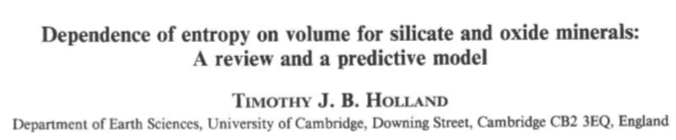 Dependence of entropy on volume for silicate and oxide minerals:
A review and a predictive model
TIMOTHY J. B. HOLLAND
Department of Earth Sciences, University of Cambridge, Downing Street, Cambridge CB2 3EQ, England